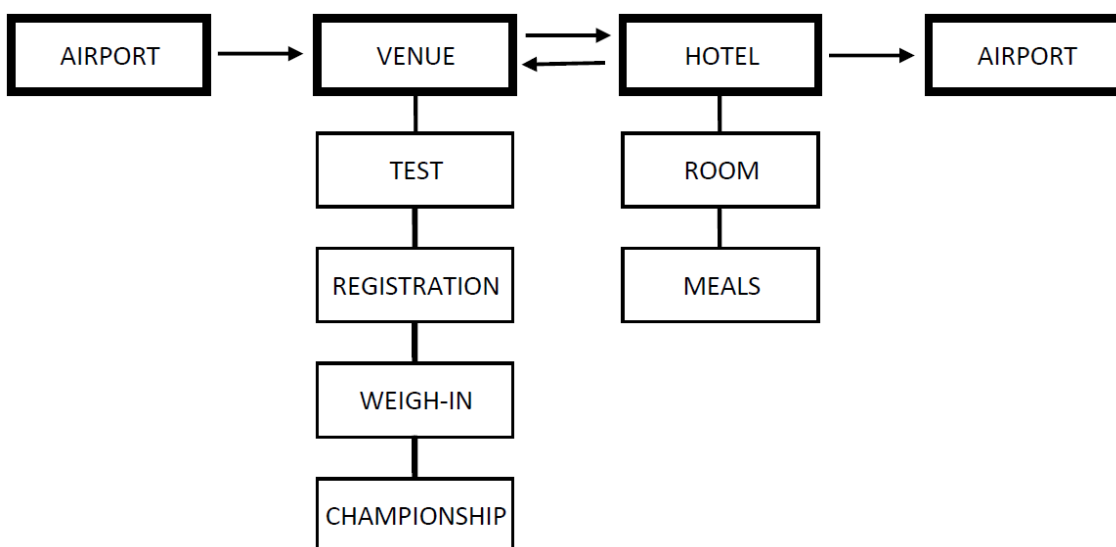 AIRPORT
VENUE
HOTEL
AIRPORT
TEST
ROOM
REGISTRATION
MEALS
WEIGH-IN
CHAMPIONSHIP